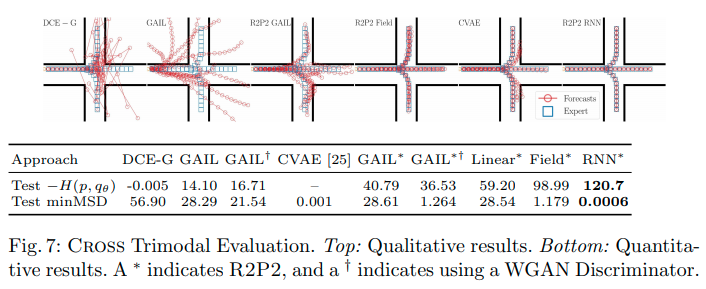 DCE − G GAIL R2P2 GAIL R2P2 Field CVAE R2P2 RNN
Forecasts
Expert
Approach DCE-G GAIL GAIL† CVAE [25] GAIL* GAIL*† Linear* Field* RNN*
Test −H(p, qθ) -0.005 14.10 16.71 – 40.79 36.53 59.20 98.99 120.7
Test minMSD 56.90 28.29 21.54 0.001 28.61 1.264 28.54 1.179 0.0006
Fig. 7: CROSS TRIMODAL EVALUATION. Top: Qualitative results. Bottom: Quantita-
tive results. A * indicates R2P2, and a † indicates using a WGAN Discriminator.